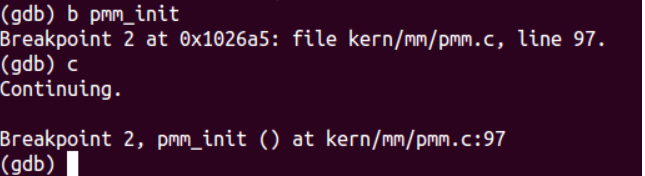 (gdb) b pmm_init
Breakpoint 2 at 0x1026a5: file kern/mm/pmm.c, line 97.
(gdb) c
Continuing.

Breakpoint 2, pmm_init () at kern/mm/pmm.c:97
(gdb)